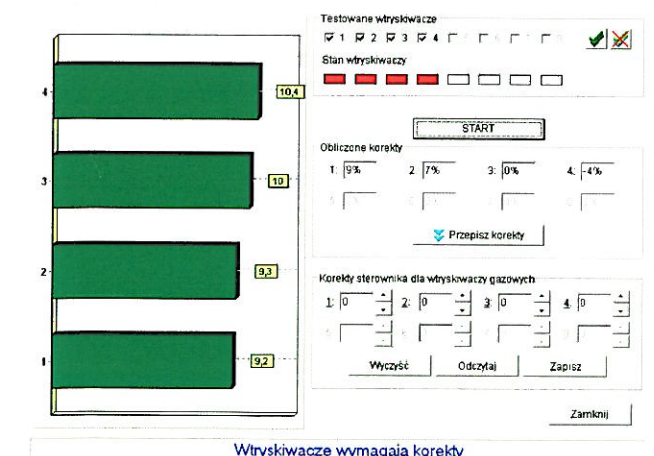 Testowane wtryskiwacze
1 2 3 4
Stan wtryskiwaczy
4 10,4
START
Obliczone korekty
1: 9% 2 7% 3: 0% 4: -4%
3 10
Przepisz korekty
2 9,3
Korekty sterownika dla wtryskiwaczy gazowych
1: 0 2: 0 3: 0 4: 0
1 9,2
Wyczyść Odczytaj Zapisz
Zamknij
Wtryskiwacze wymagają korekty